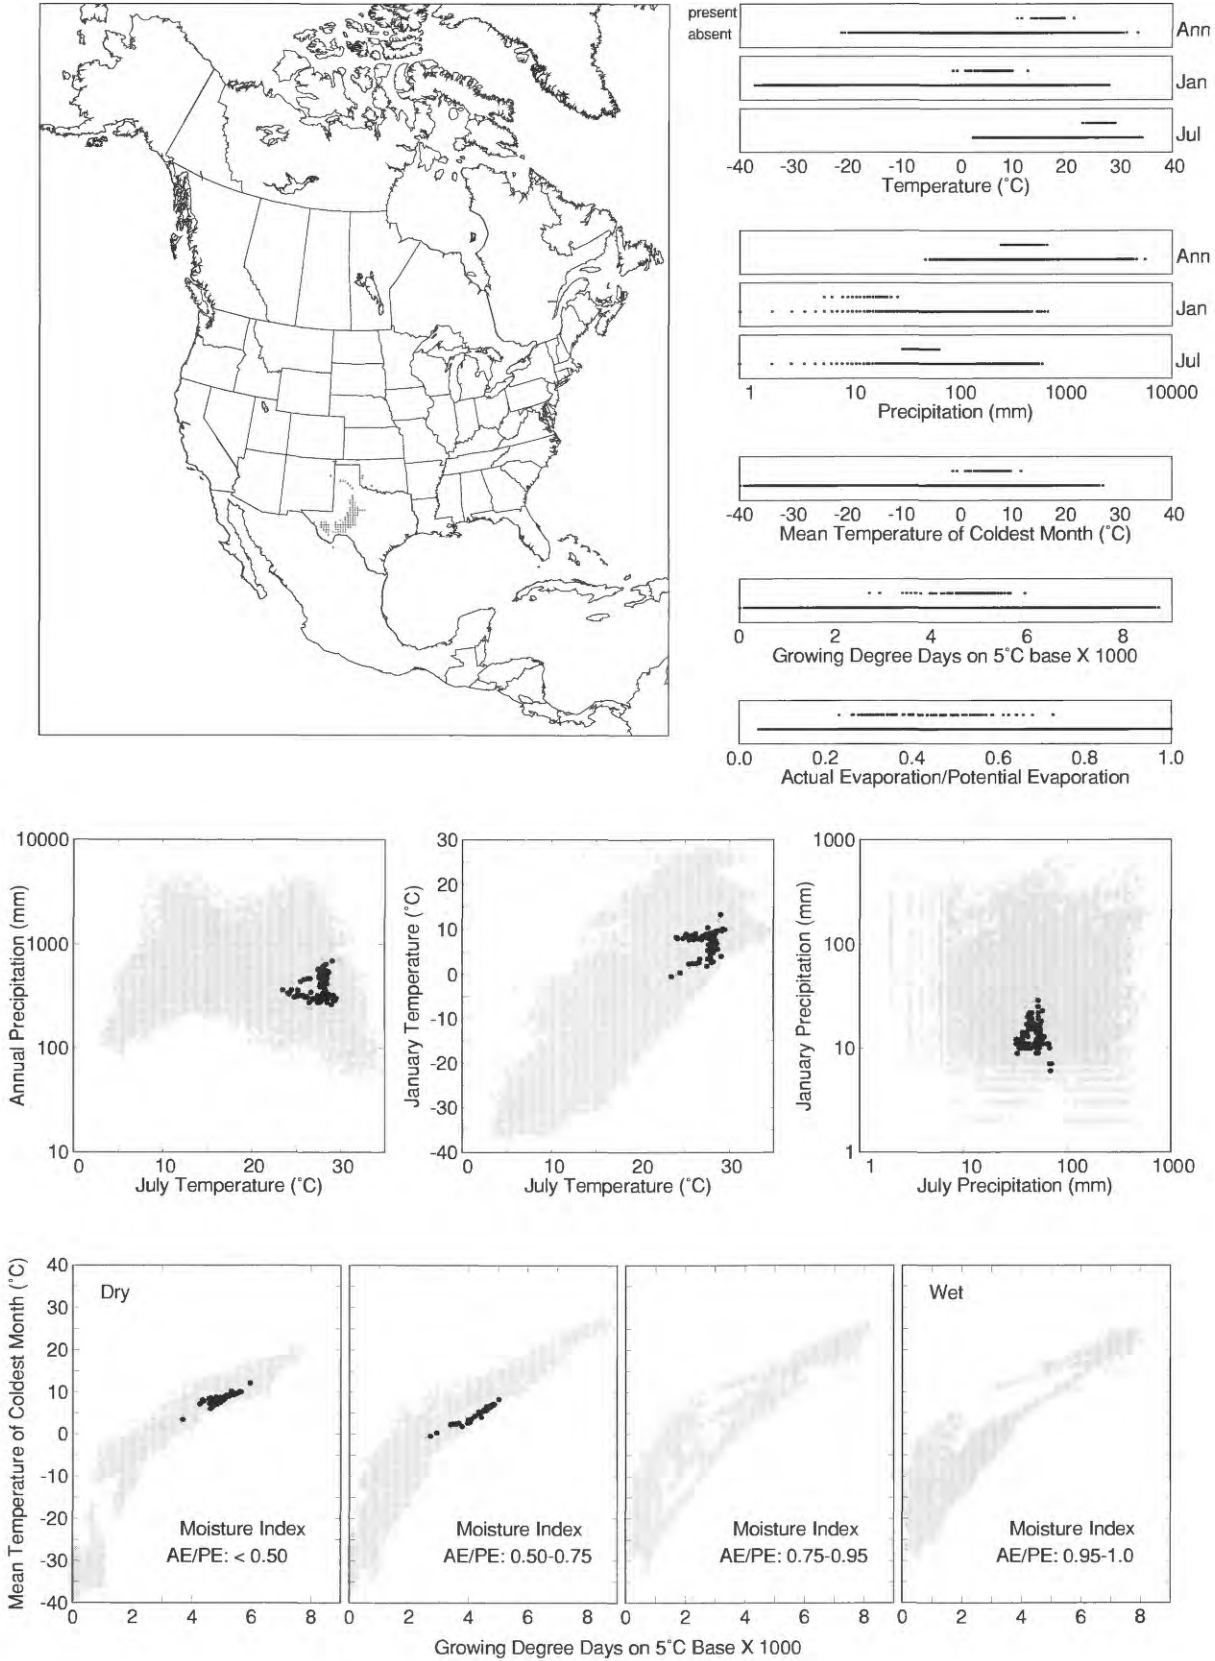 present
absent
Ann
Jan
Jul
-40 -30 -20 -10 0 10 20 30 40
Temperature (˚C)
Ann
Jan
Jul
1 10 100 1000 10000
Precipitation (mm)
-40 -30 -20 -10 0 10 20 30 40
Mean Temperature of Coldest Month (˚C)
0 2 4 6 8
Growing Degree Days on 5˚C base X 1000
0.0 0.2 0.4 0.6 0.8 1.0
Actual Evaporation/Potential Evaporation
10000
1000
100
10
Annual Precipitation (mm)
0 10 20 30
July Temperature (˚C)
30
20
10
0
-10
-20
-30
-40
January Temperature (˚C)
0 10 20 30
July Temperature (˚C)
1000
100
10
1
January Precipitation (mm)
1 10 100 1000
July Precipitation (mm)
Mean Temperature of Coldest Month (˚C)
40
30
20
10
0
-10
-20
-30
-40
Dry
Wet
Moisture Index
AE/PE: < 0.50
Moisture Index
AE/PE: 0.50-0.75
Moisture Index
AE/PE: 0.75-0.95
Moisture Index
AE/PE: 0.95-1.0
0 2 4 6 8 0 2 4 6 8 0 2 4 6 8 0 2 4 6 8
Growing Degree Days on 5˚C Base X 1000